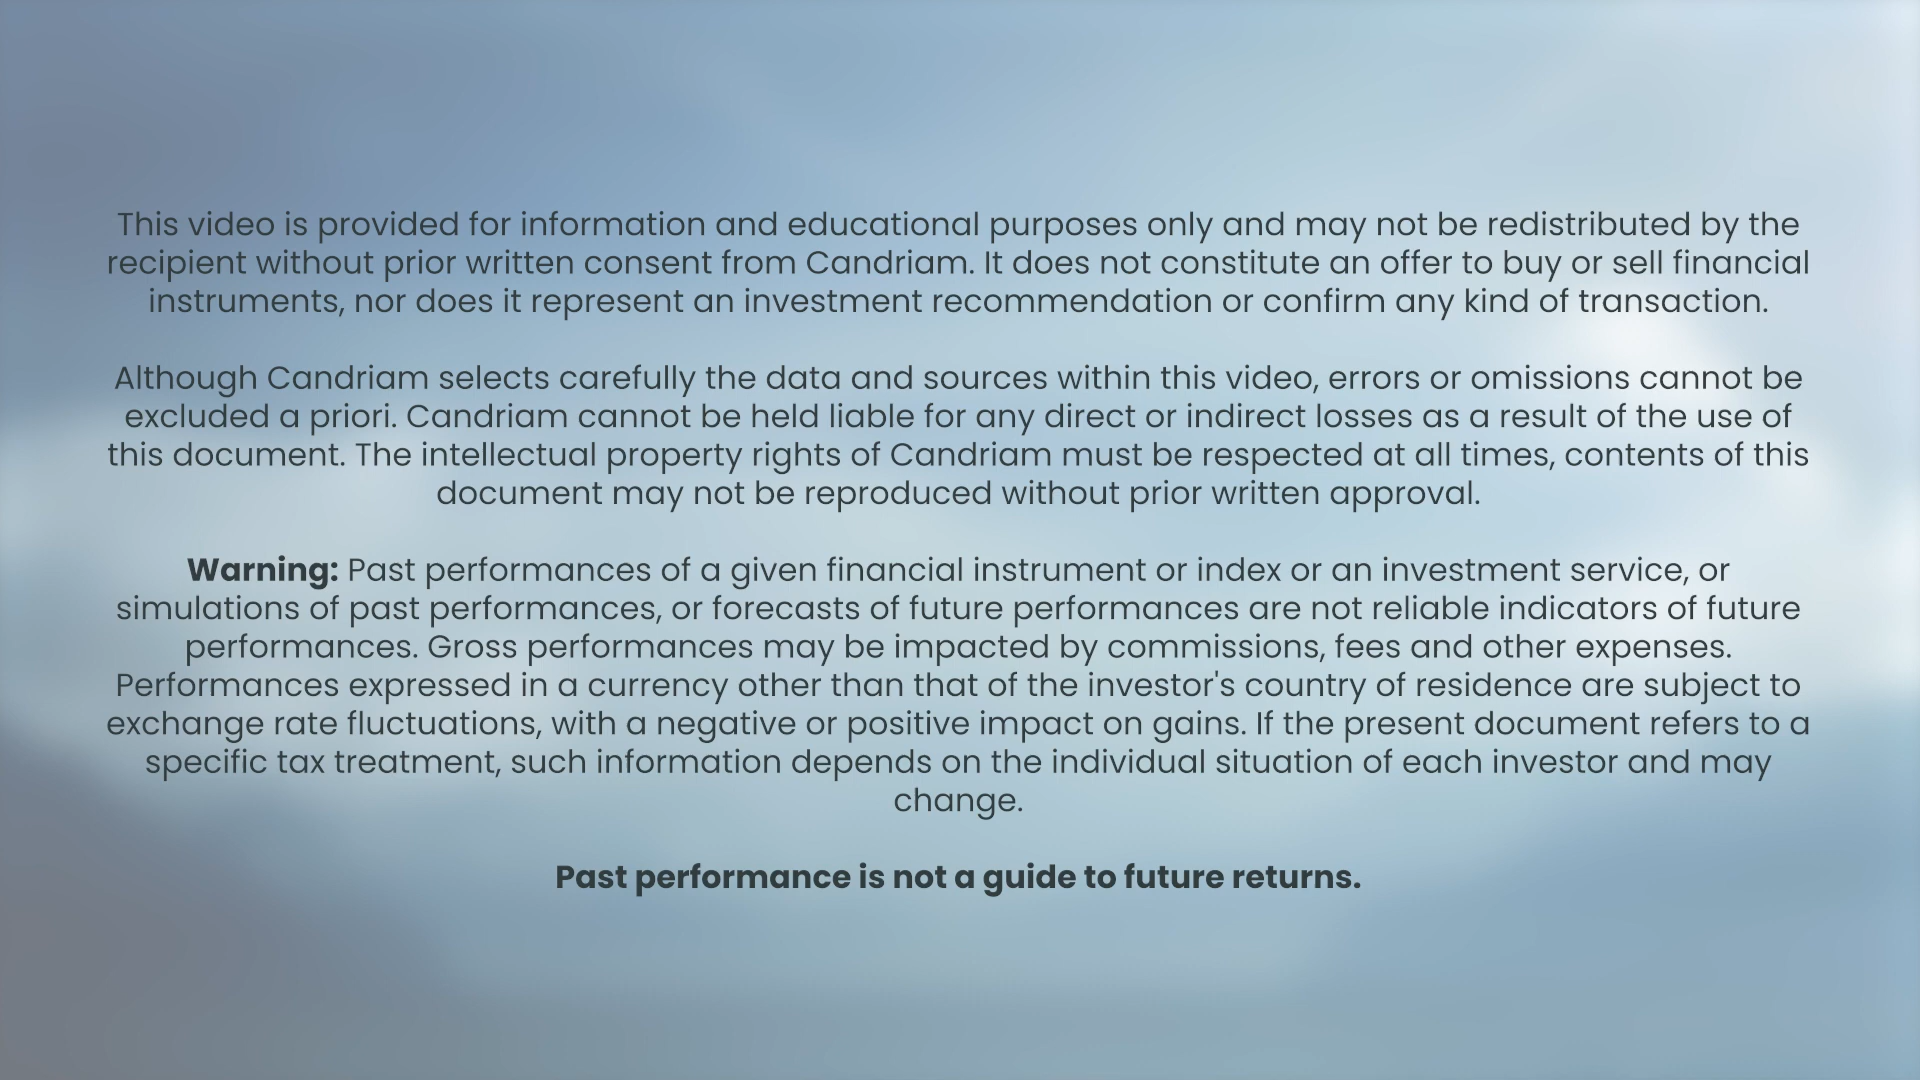 This video is provided for information and educational purposes only and may not be redistributed by the
recipient without prior written consent from Candriam. It does not constitute an offer to buy or sell financial
instruments, nor does it represent an investment recommendation or confirm any kind of transaction.
Although Candriam selects carefully the data and sources within this video, errors or omissions cannot be
excluded a priori. Candriam cannot be held liable for any direct or indirect losses as a result of the use of
this document. The intellectual property rights of Candriam must be respected at all times, contents of this
document may not be reproduced without prior written approval.
Warning: Past performances of a given financial instrument or index or an investment service, or
simulations of past performances, or forecasts of future performances are not reliable indicators of future
performances. Gross performances may be impacted by commissions, fees and other expenses.
Performances expressed in a currency other than that of the investor's country of residence are subject to
exchange rate fluctuations, with a negative or positive impact on gains. If the present document refers to a
specific tax treatment, such information depends on the individual situation of each investor and may
change.
Past performance is not a guide to future returns.